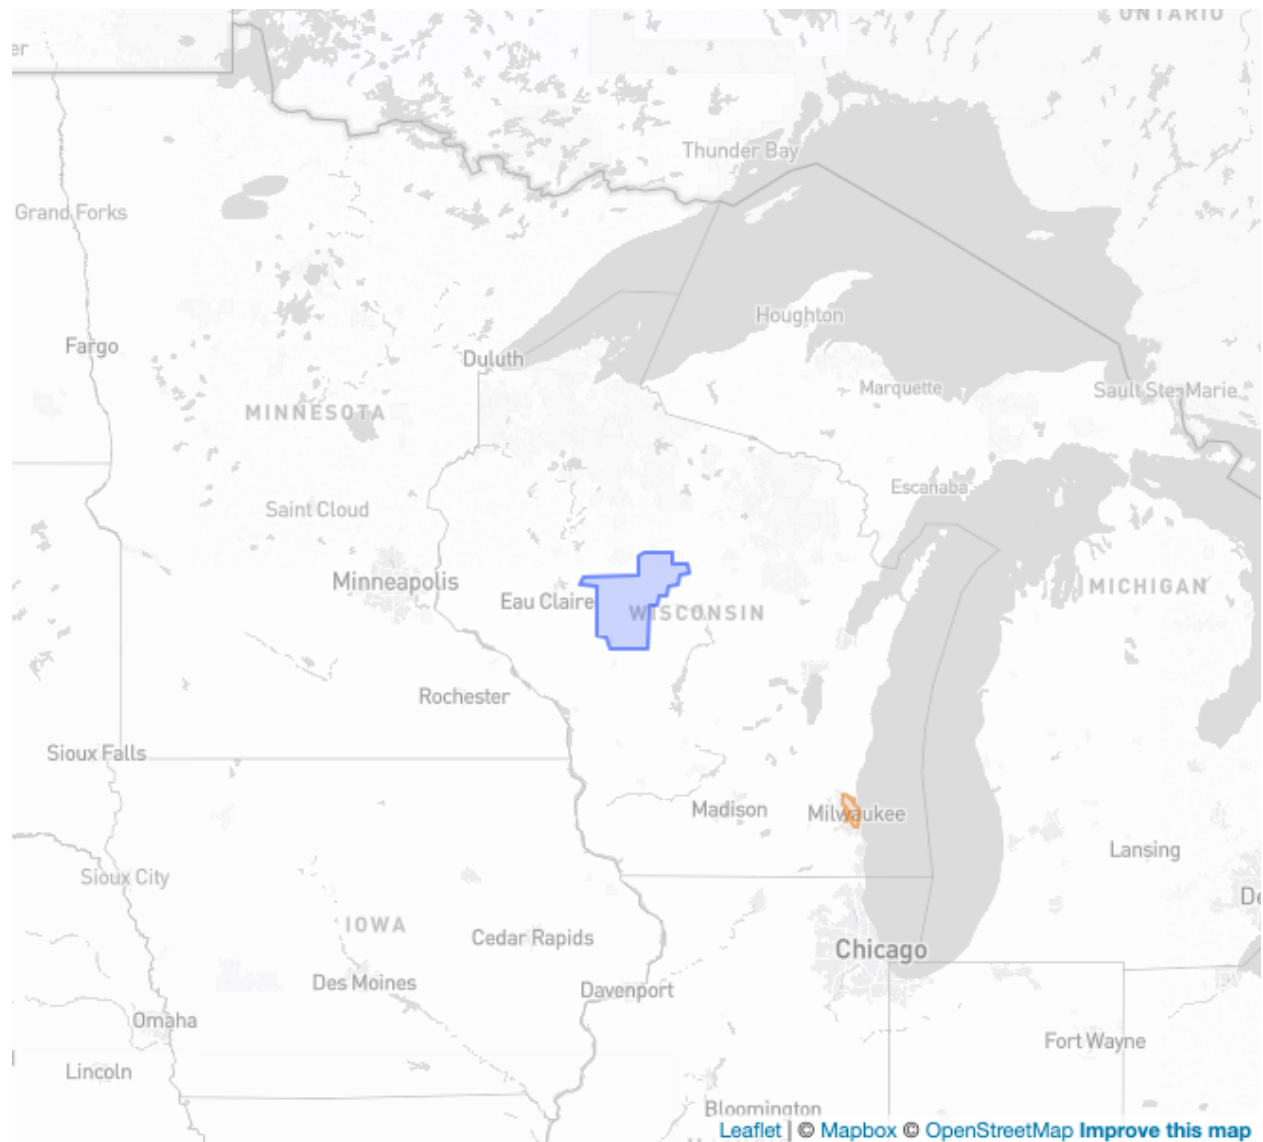 ONTARIO
er
Thunder Bay
Grand Forks
Houghton
Fargo
Duluth
Marquette
Sault Ste. Marie
MINNESOTA
Escanaba
Saint Cloud
Minneapolis
MICHIGAN
Eau Claire
WISCONSIN
Rochester
Sioux Falls
Madison
Milwaukee
Lansing
Sioux City
De
IOWA
Cedar Rapids
Chicago
Des Moines
Davenport
Omaha
Fort Wayne
Lincoln
Bloomington
Leaflet | © Mapbox © OpenStreetMap Improve this map